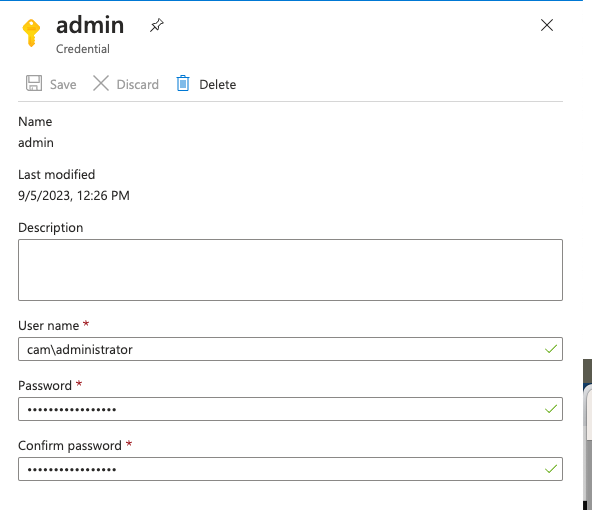 admin
Credential
Save Discard Delete
Name
admin
Last modified
9/5/2023, 12:26 PM
Description
User name *
cam\administrator
Password *
•••••••••••••••••
Confirm password *
•••••••••••••••••